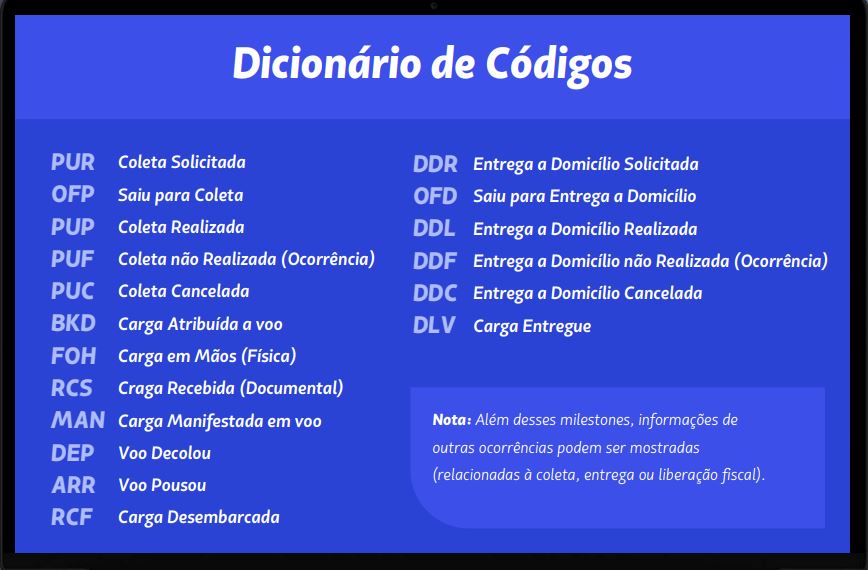 Dicionário de Códigos
PUR Coleta Solicitada
OFP Saiu para Coleta
PUP Coleta Realizada
PUF Coleta não Realizada (Ocorrência)
PUC Coleta Cancelada
BKD Carga Atribuída a voo
FOH Carga em Mãos (Física)
RCS Craga Recebida (Documental)
MAN Carga Manifestada em voo
DEP Voo Decolou
ARR Voo Pousou
RCF Carga Desembarcada
DDR Entrega a Domicílio Solicitada
OFD Saiu para Entrega a Domicílio
DDL Entrega a Domicílio Realizada
DDF Entrega a Domicílio não Realizada (Ocorrência)
DDC Entrega a Domicílio Cancelada
DLV Carga Entregue
Nota: Além desses milestones, informações de
outras ocorrências podem ser mostradas
(relacionadas à coleta, entrega ou liberação fiscal).